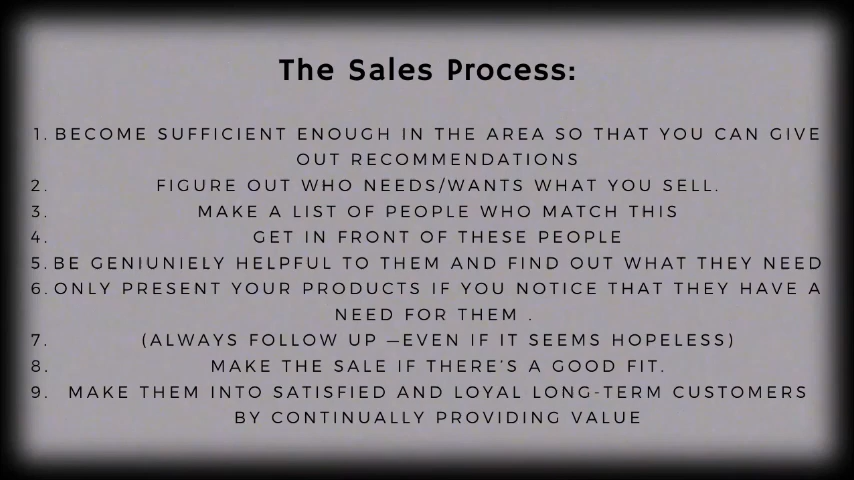 The Sales Process:
1. BECOME SUFFICIENT ENOUGH IN THE AREA SO THAT YOU CAN GIVE
OUT RECOMMENDATIONS
2. FIGURE OUT WHO NEEDS/WANTS WHAT YOU SELL.
3. MAKE A LIST OF PEOPLE WHO MATCH THIS
4. GET IN FRONT OF THESE PEOPLE
5. BE GENIUNIELY HELPFUL TO THEM AND FIND OUT WHAT THEY NEED
6. ONLY PRESENT YOUR PRODUCTS IF YOU NOTICE THAT THEY HAVE A
NEED FOR THEM .
7. (ALWAYS FOLLOW UP —EVEN IF IT SEEMS HOPELESS)
8. MAKE THE SALE IF THERE'S A GOOD FIT.
9. MAKE THEM INTO SATISFIED AND LOYAL LONG-TERM CUSTOMERS
BY CONTINUALLY PROVIDING VALUE